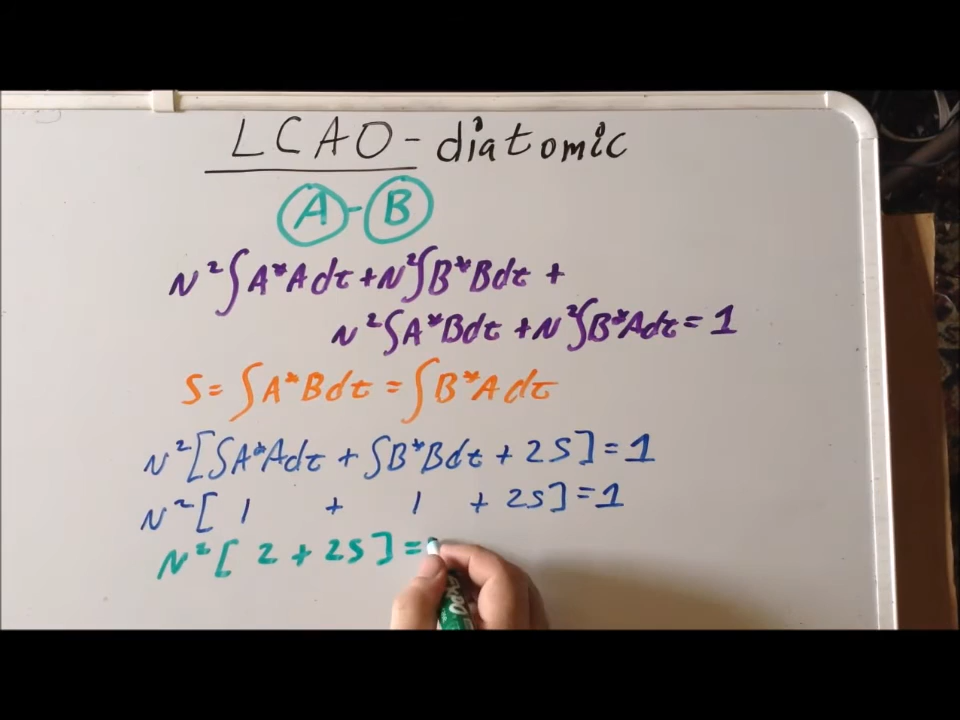 LCAO - diatomic
A - B
N²∫A*Adτ + N²∫B*Bdτ +
N²∫A*Bdτ + N²∫B*Adτ = 1
S = ∫A*Bdτ = ∫B*Adτ
N²[∫A*Adτ + ∫B*Bdτ + 2S] = 1
N²[ 1 + 1 + 2S] = 1
N²[ 2 + 2S] =
EXPO